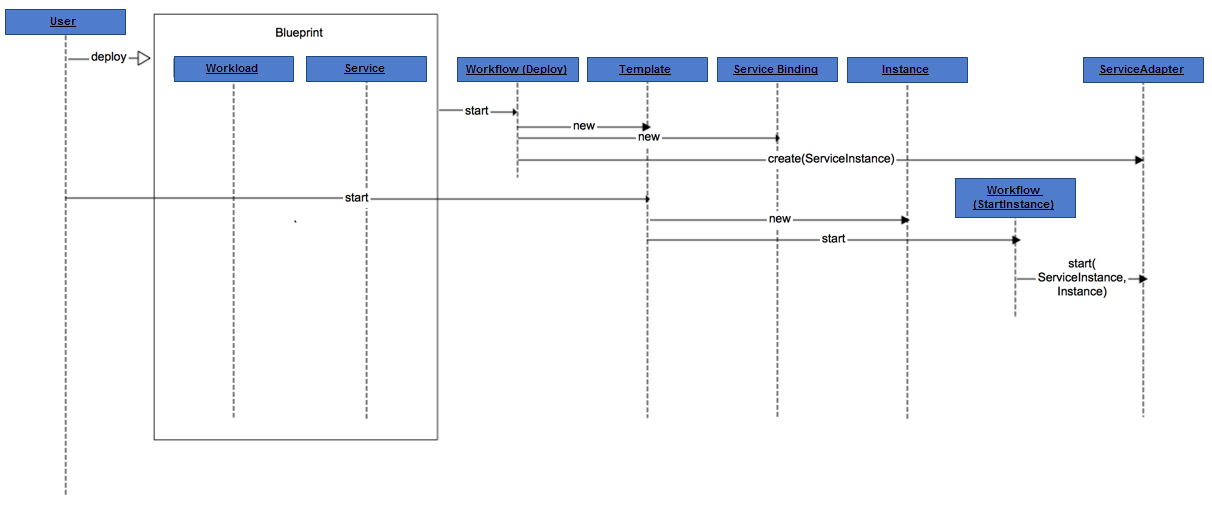 User
Blueprint
deploy
Workload
Service
Workflow (Deploy)
Template
Service Binding
Instance
ServiceAdapter
start
new
new
create(ServiceInstance)
Workflow
(StartInstance)
start
new
start
start(
ServiceInstance,
Instance)